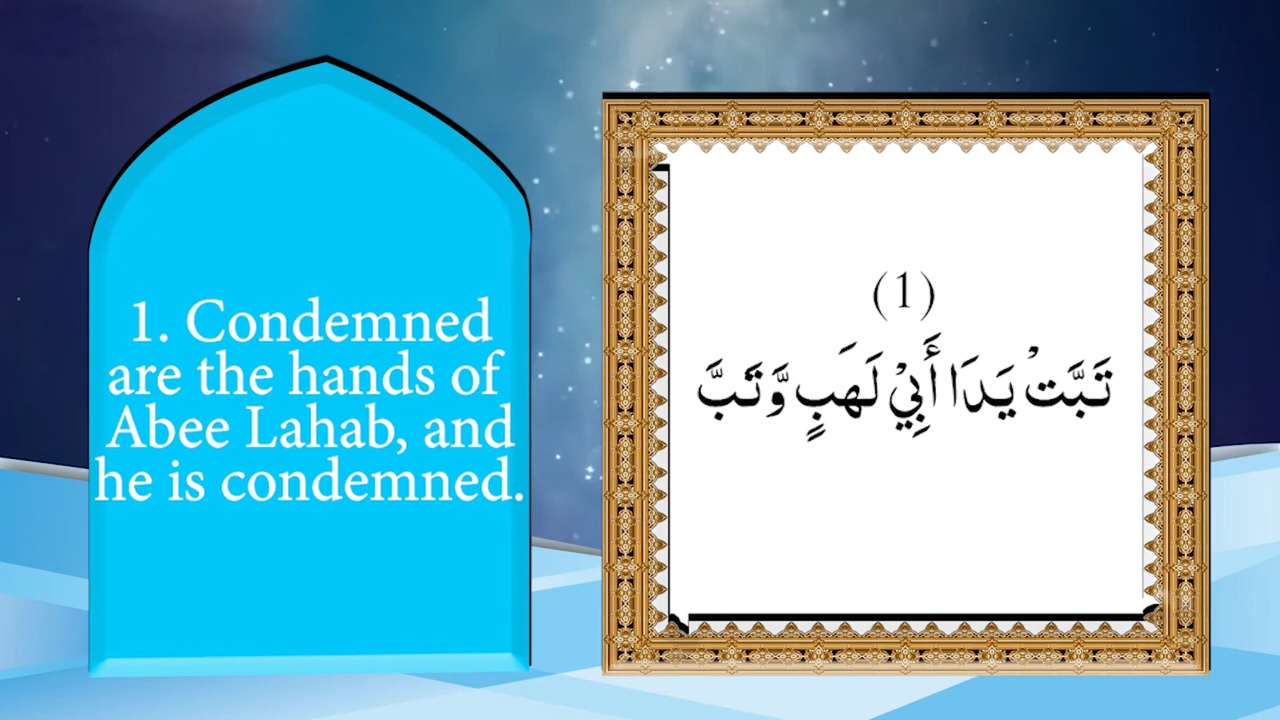 1. Condemned
are the hands of
Abee Lahab, and
he is condemned.
(1)
تَبَّتْ يَدَا أَبِيْ لَهَبٍ وَّتَبَّ